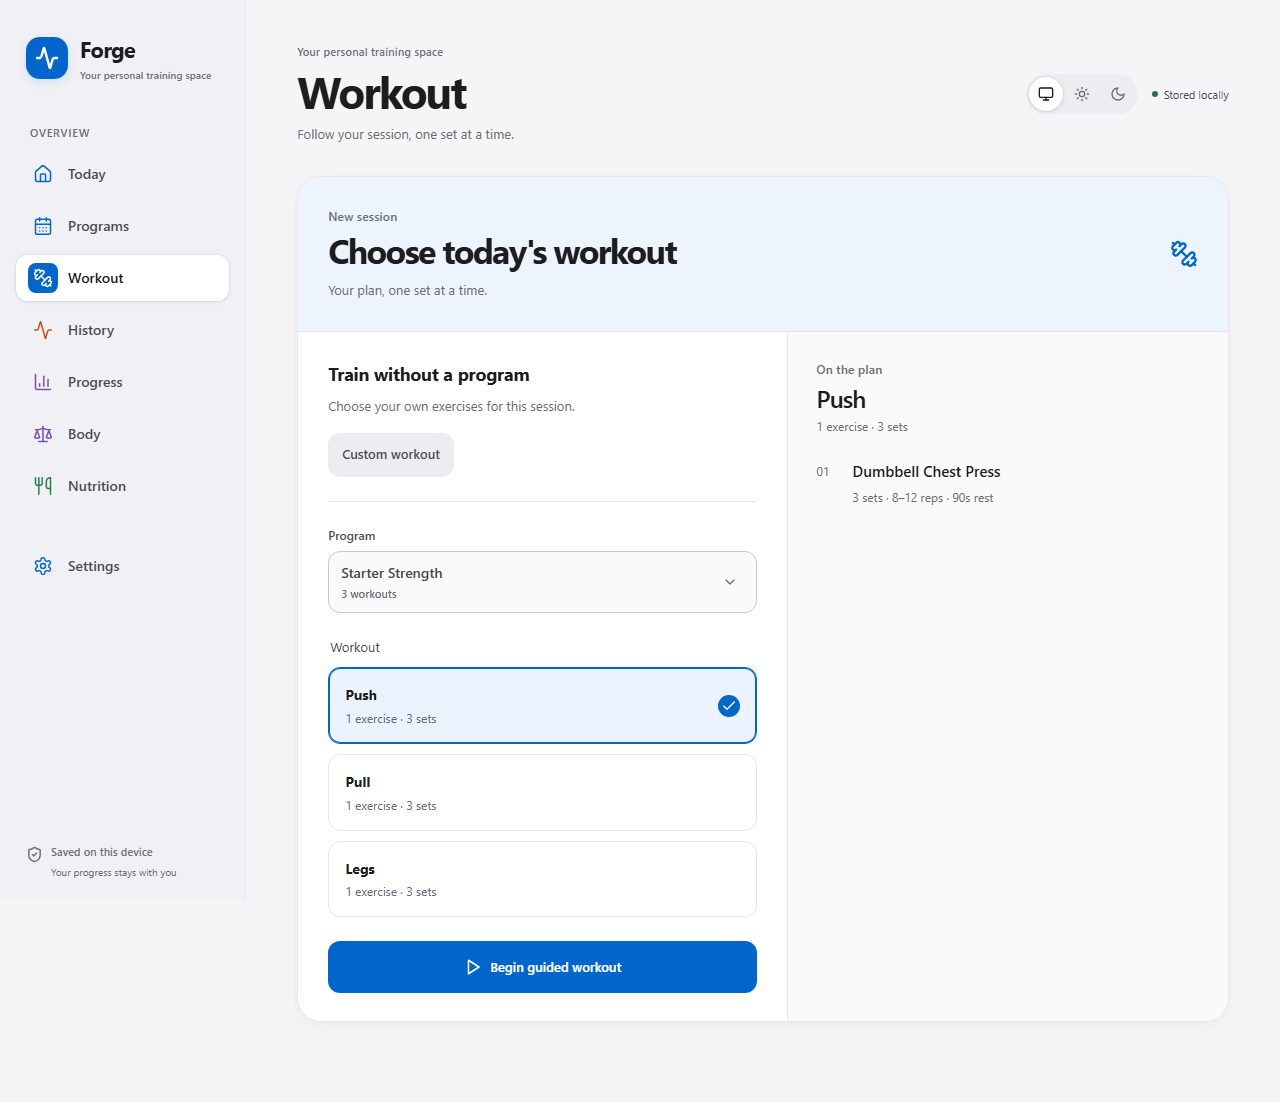 Forge
Your personal training space
OVERVIEW
Today
Programs
Workout
History
Progress
Body
Nutrition
Settings
Saved on this device
Your progress stays with you
Your personal training space
Workout
Follow your session, one set at a time.
Stored locally
New session
Choose today's workout
Your plan, one set at a time.
Train without a program
Choose your own exercises for this session.
Custom workout
Program
Starter Strength
3 workouts
Workout
Push
1 exercise · 3 sets
Pull
1 exercise · 3 sets
Legs
1 exercise · 3 sets
Begin guided workout
On the plan
Push
1 exercise · 3 sets
01 Dumbbell Chest Press
3 sets · 8–12 reps · 90s rest